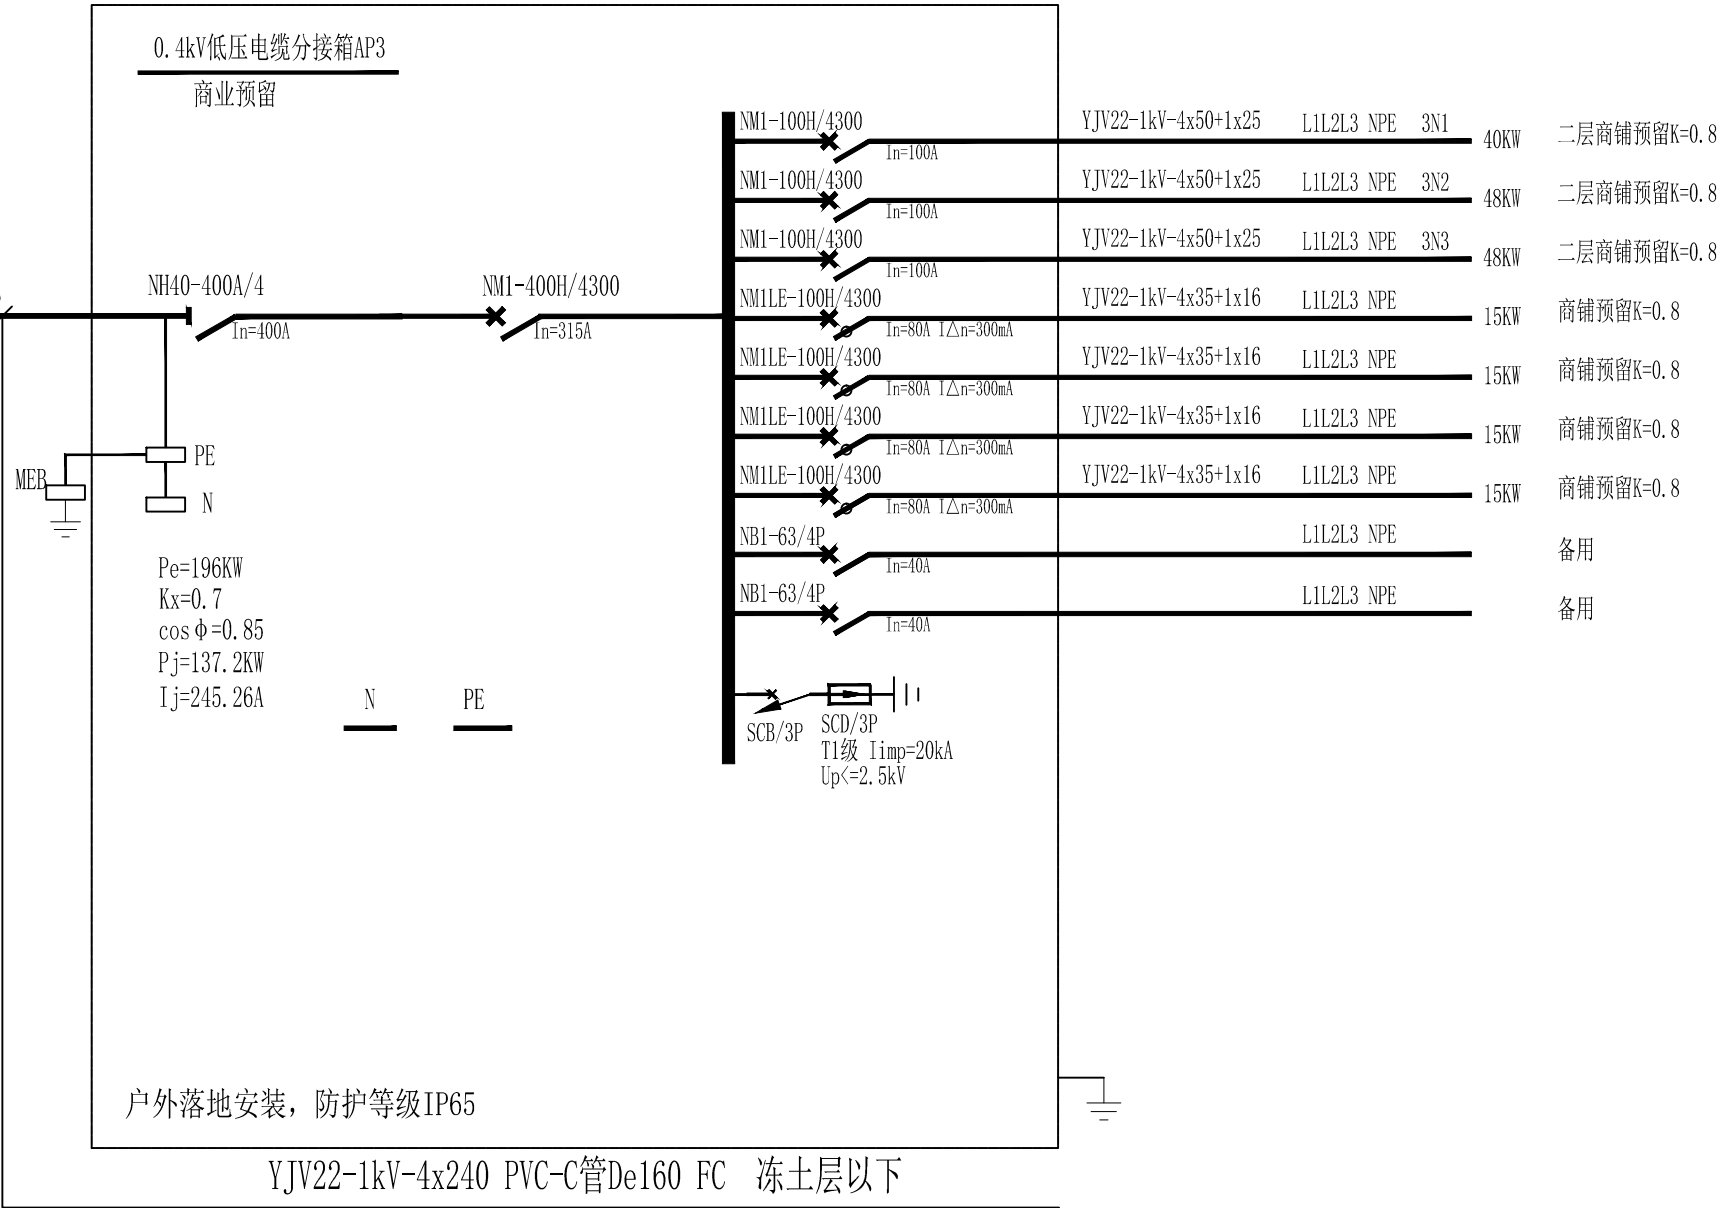 0.4kV低压电缆分接箱AP3
商业预留
NM1-100H/4300 In=100A YJV22-1kV-4x50+1x25 L1L2L3 NPE 3N1 40KW 二层商铺预留K=0.8
NM1-100H/4300 In=100A YJV22-1kV-4x50+1x25 L1L2L3 NPE 3N2 48KW 二层商铺预留K=0.8
NM1-100H/4300 In=100A YJV22-1kV-4x50+1x25 L1L2L3 NPE 3N3 48KW 二层商铺预留K=0.8
NH40-400A/4 In=400A NM1-400H/4300 In=315A
NM1LE-100H/4300 In=80A I△n=300mA YJV22-1kV-4x35+1x16 L1L2L3 NPE 15KW 商铺预留K=0.8
NM1LE-100H/4300 In=80A I△n=300mA YJV22-1kV-4x35+1x16 L1L2L3 NPE 15KW 商铺预留K=0.8
NM1LE-100H/4300 In=80A I△n=300mA YJV22-1kV-4x35+1x16 L1L2L3 NPE 15KW 商铺预留K=0.8
NM1LE-100H/4300 In=80A I△n=300mA YJV22-1kV-4x35+1x16 L1L2L3 NPE 15KW 商铺预留K=0.8
NB1-63/4P In=40A L1L2L3 NPE 备用
NB1-63/4P In=40A L1L2L3 NPE 备用
PE
MEB
N
Pe=196KW
Kx=0.7
cosφ=0.85
Pj=137.2KW
Ij=245.26A
N PE
SCB/3P
SCD/3P
T1级 Iimp=20kA
Up<=2.5kV
户外落地安装，防护等级IP65
YJV22-1kV-4x240 PVC-C管De160 FC 冻土层以下